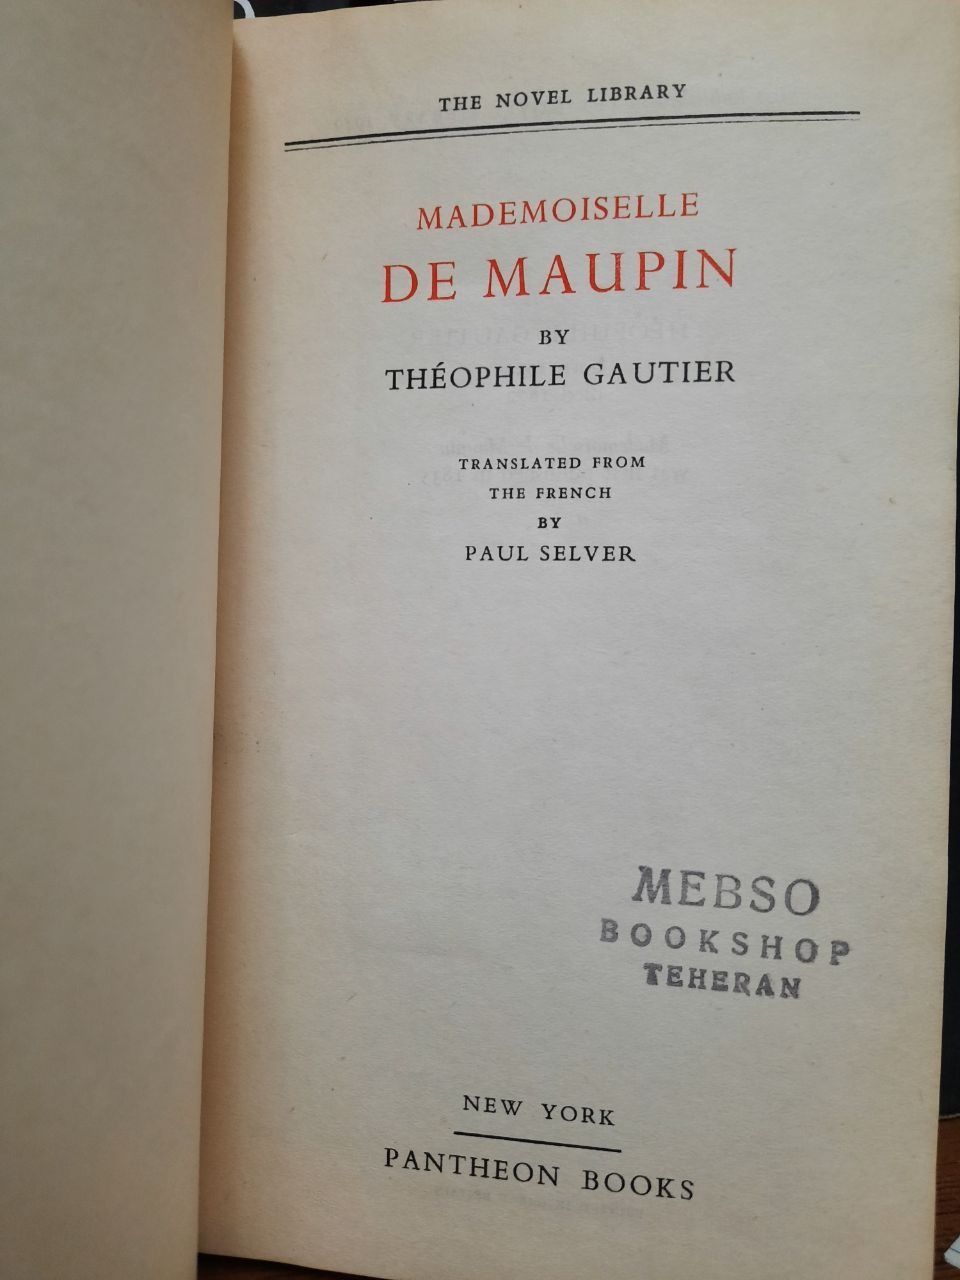 THE NOVEL LIBRARY
MADEMOISELLE
DE MAUPIN
BY
THÉOPHILE GAUTIER
TRANSLATED FROM
THE FRENCH
BY
PAUL SELVER
MEBSO
BOOKSHOP
TEHERAN
NEW YORK
PANTHEON BOOKS